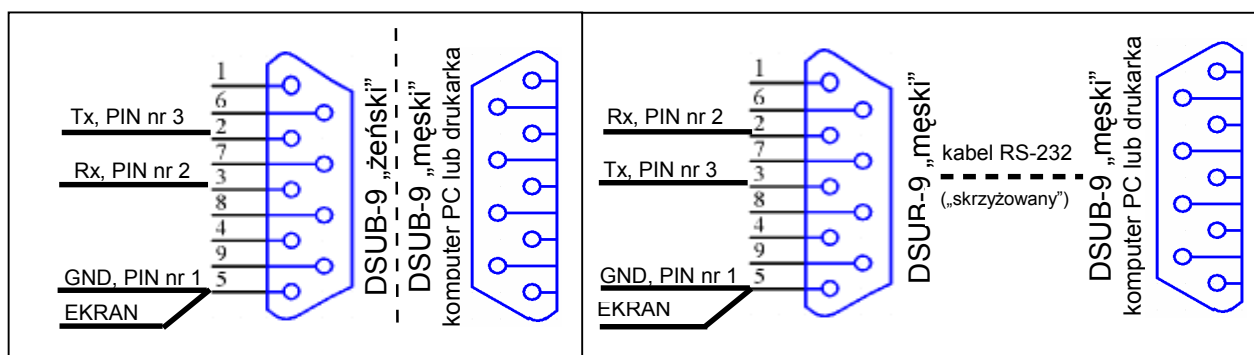 1
6
Tx, PIN nr 3
2
7
Rx, PIN nr 2
3
8
4
9
GND, PIN nr 1
5
EKRAN
DSUB-9 „żeński”
DSUB-9 „męski”
komputer PC lub drukarka
1
6
Rx, PIN nr 2
2
7
Tx, PIN nr 3
3
8
4
9
GND, PIN nr 1
5
EKRAN
DSUB-9 „męski”
kabel RS-232
(„skrzyżowany”)
DSUB-9 „męski”
komputer PC lub drukarka